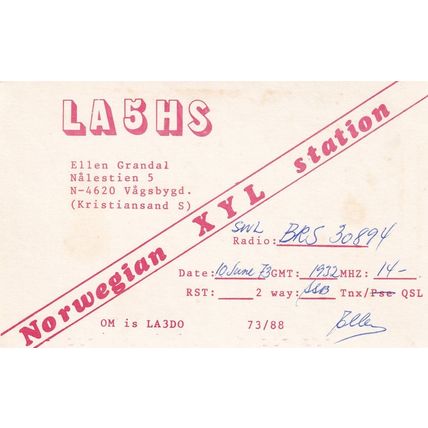 LA5HS
Ellen Grandal
Nålestien 5
N-4620 Vågsbygd.
(Kristiansand S)
Norwegian XYL station
SWL
Radio: BRS 30894
Date: 10 June 73 GMT: 1932 MHZ: 14-
RST: 2 way: SSB Tnx/Pse QSL
OM is LA3DO 73/88 Ellen